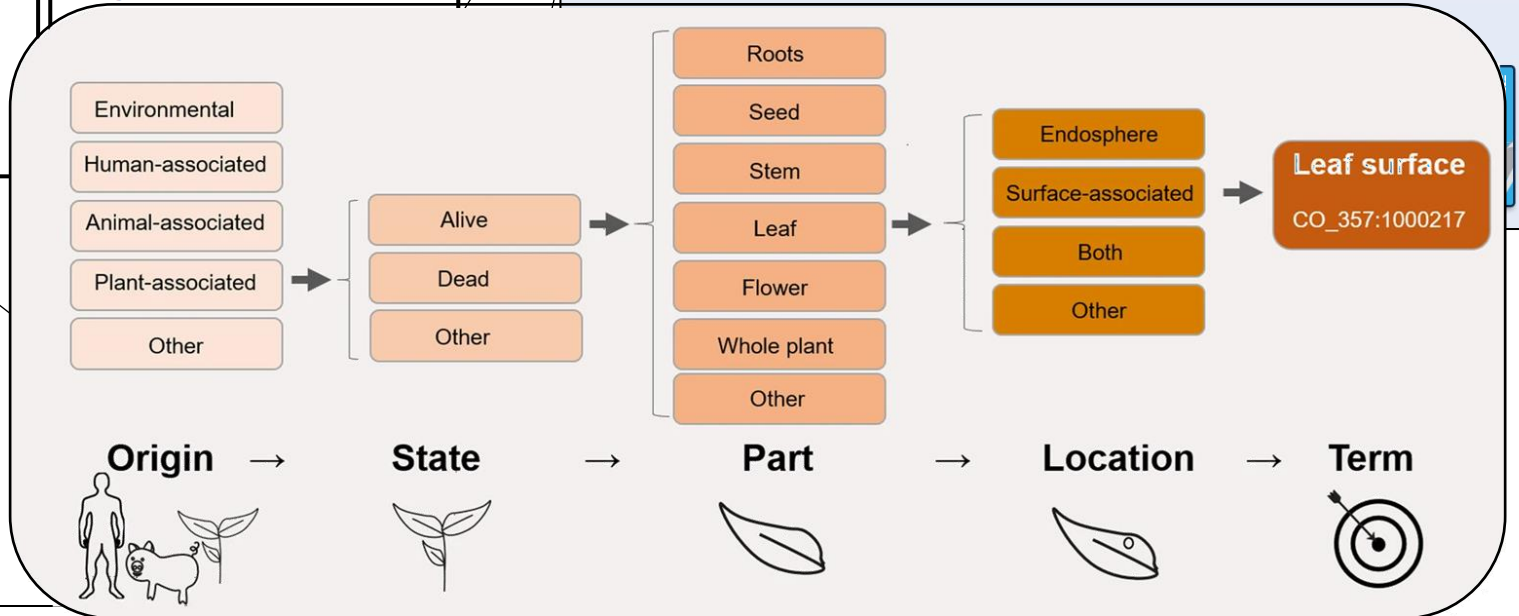 Environmental
Human-associated
Animal-associated
Plant-associated
Other
Alive
Dead
Other
Roots
Seed
Stem
Leaf
Flower
Whole plant
Other
Endosphere
Surface-associated
Both
Other
Leaf surface
CO_357:1000217
Origin → State → Part → Location → Term